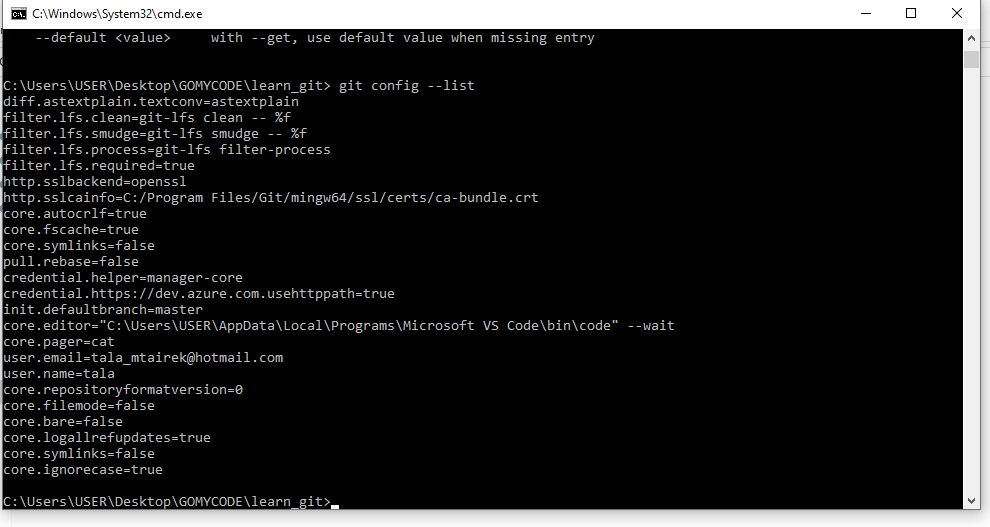 C:\Windows\System32\cmd.exe
--default <value>     with --get, use default value when missing entry
C:\Users\USER\Desktop\GOMYCODE\learn_git> git config --list
diff.astextplain.textconv=astextplain
filter.lfs.clean=git-lfs clean -- %f
filter.lfs.smudge=git-lfs smudge -- %f
filter.lfs.process=git-lfs filter-process
filter.lfs.required=true
http.sslbackend=openssl
http.sslcainfo=C:/Program Files/Git/mingw64/ssl/certs/ca-bundle.crt
core.autocrlf=true
core.fscache=true
core.symlinks=false
pull.rebase=false
credential.helper=manager-core
credential.https://dev.azure.com.usehttppath=true
init.defaultbranch=master
core.editor="C:\Users\USER\AppData\Local\Programs\Microsoft VS Code\bin\code" --wait
core.pager=cat
user.email=tala_mtairek@hotmail.com
user.name=tala
core.repositoryformatversion=0
core.filemode=false
core.bare=false
core.logallrefupdates=true
core.symlinks=false
core.ignorecase=true
C:\Users\USER\Desktop\GOMYCODE\learn_git>